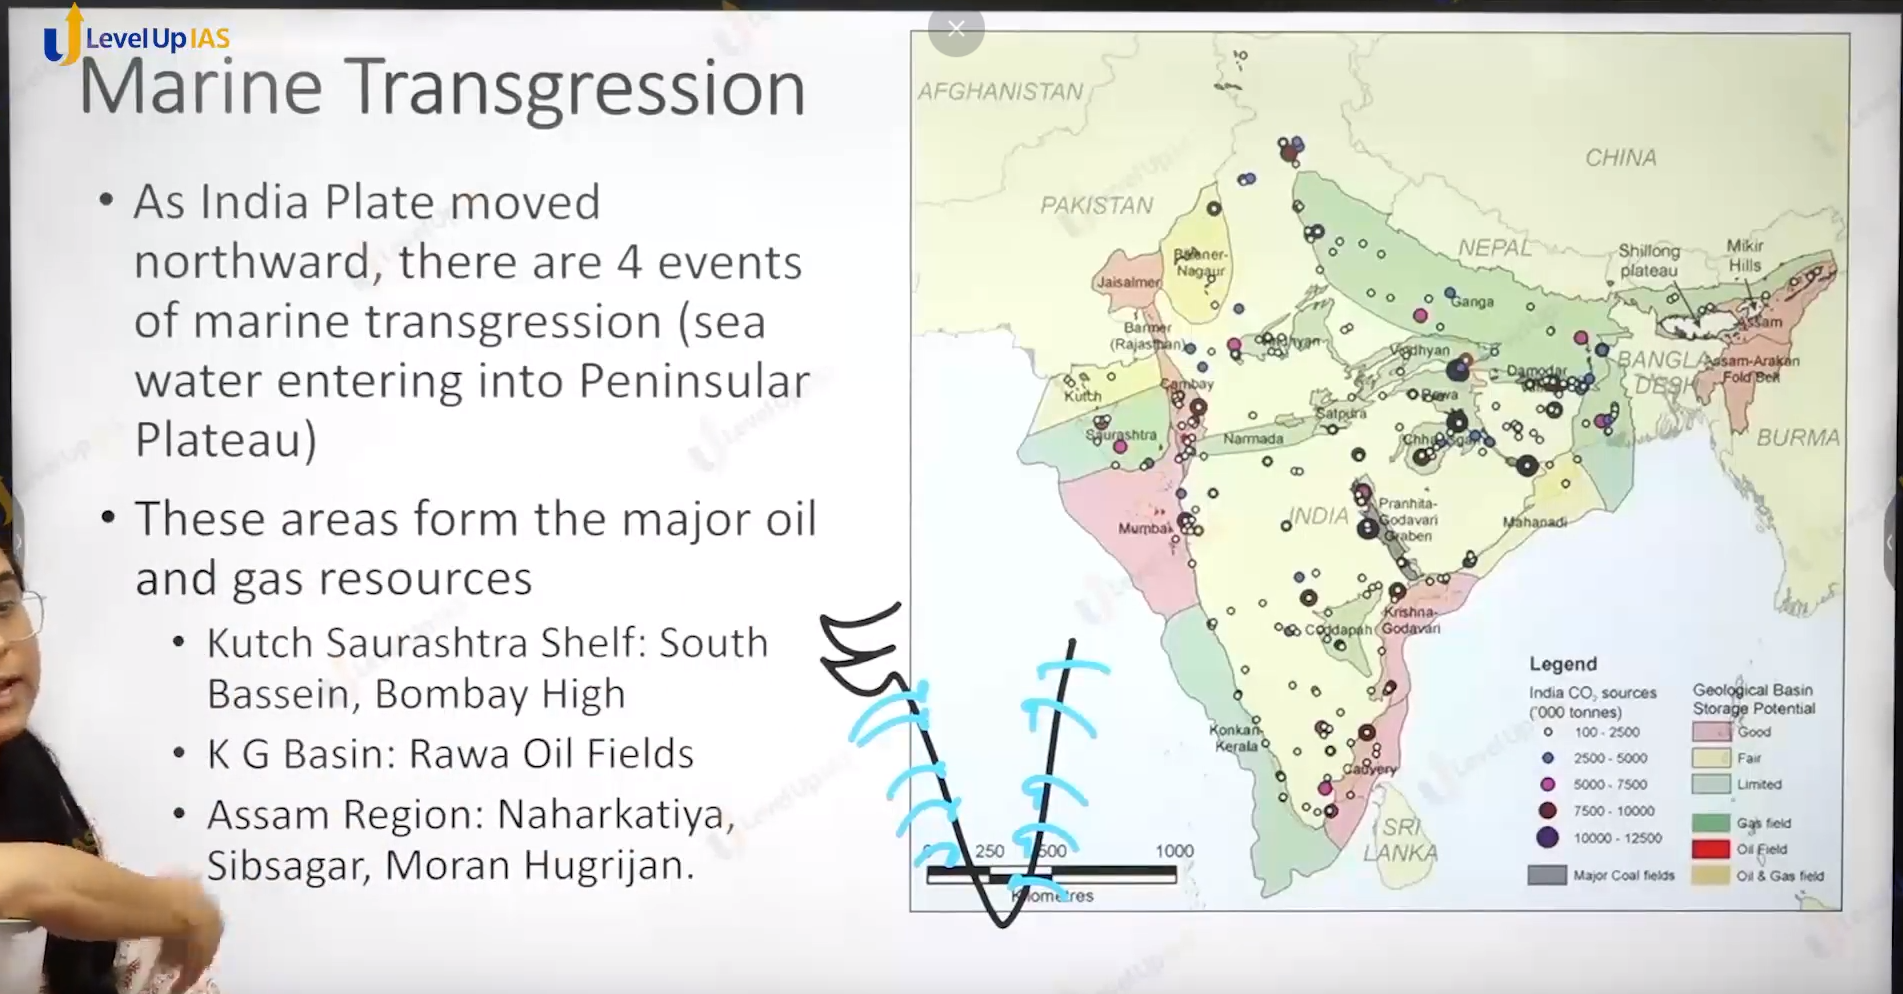 Level Up IAS
Marine Transgression
• As India Plate moved
northward, there are 4 events
of marine transgression (sea
water entering into Peninsular
Plateau)
• These areas form the major oil
and gas resources
• Kutch Saurashtra Shelf: South
Bassein, Bombay High
• K G Basin: Rawa Oil Fields
• Assam Region: Naharkatiya,
Sibsagar, Moran Hugrijan.
AFGHANISTAN
CHINA
PAKISTAN
NEPAL
Shillong
plateau
Mikir
Hills
Nagaur
Jaisalmer
Ganga
Assam
Barmer
(Rajasthan)
Vindhyan
BANGLA
DESH
Assam-Arakan
Fold Belt
Damodar
Kutch
Cambay
Rewa
Satpura
Saurashtra
Narmada
BURMA
Mumbai
INDIA
Pranhita-
Godavari
Graben
Mahanadi
Krishna-
Godavari
Cuddapah
Konkan
Kerala
Cauvery
SRI
LANKA
250
500
1000
Kilometres
Legend
India CO₂ sources
('000 tonnes)
100 - 2500
2500 - 5000
5000 - 7500
7500 - 10000
10000 - 12500
Major Coal fields
Geological Basin
Storage Potential
Good
Fair
Limited
Gas field
Oil Field
Oil & Gas field